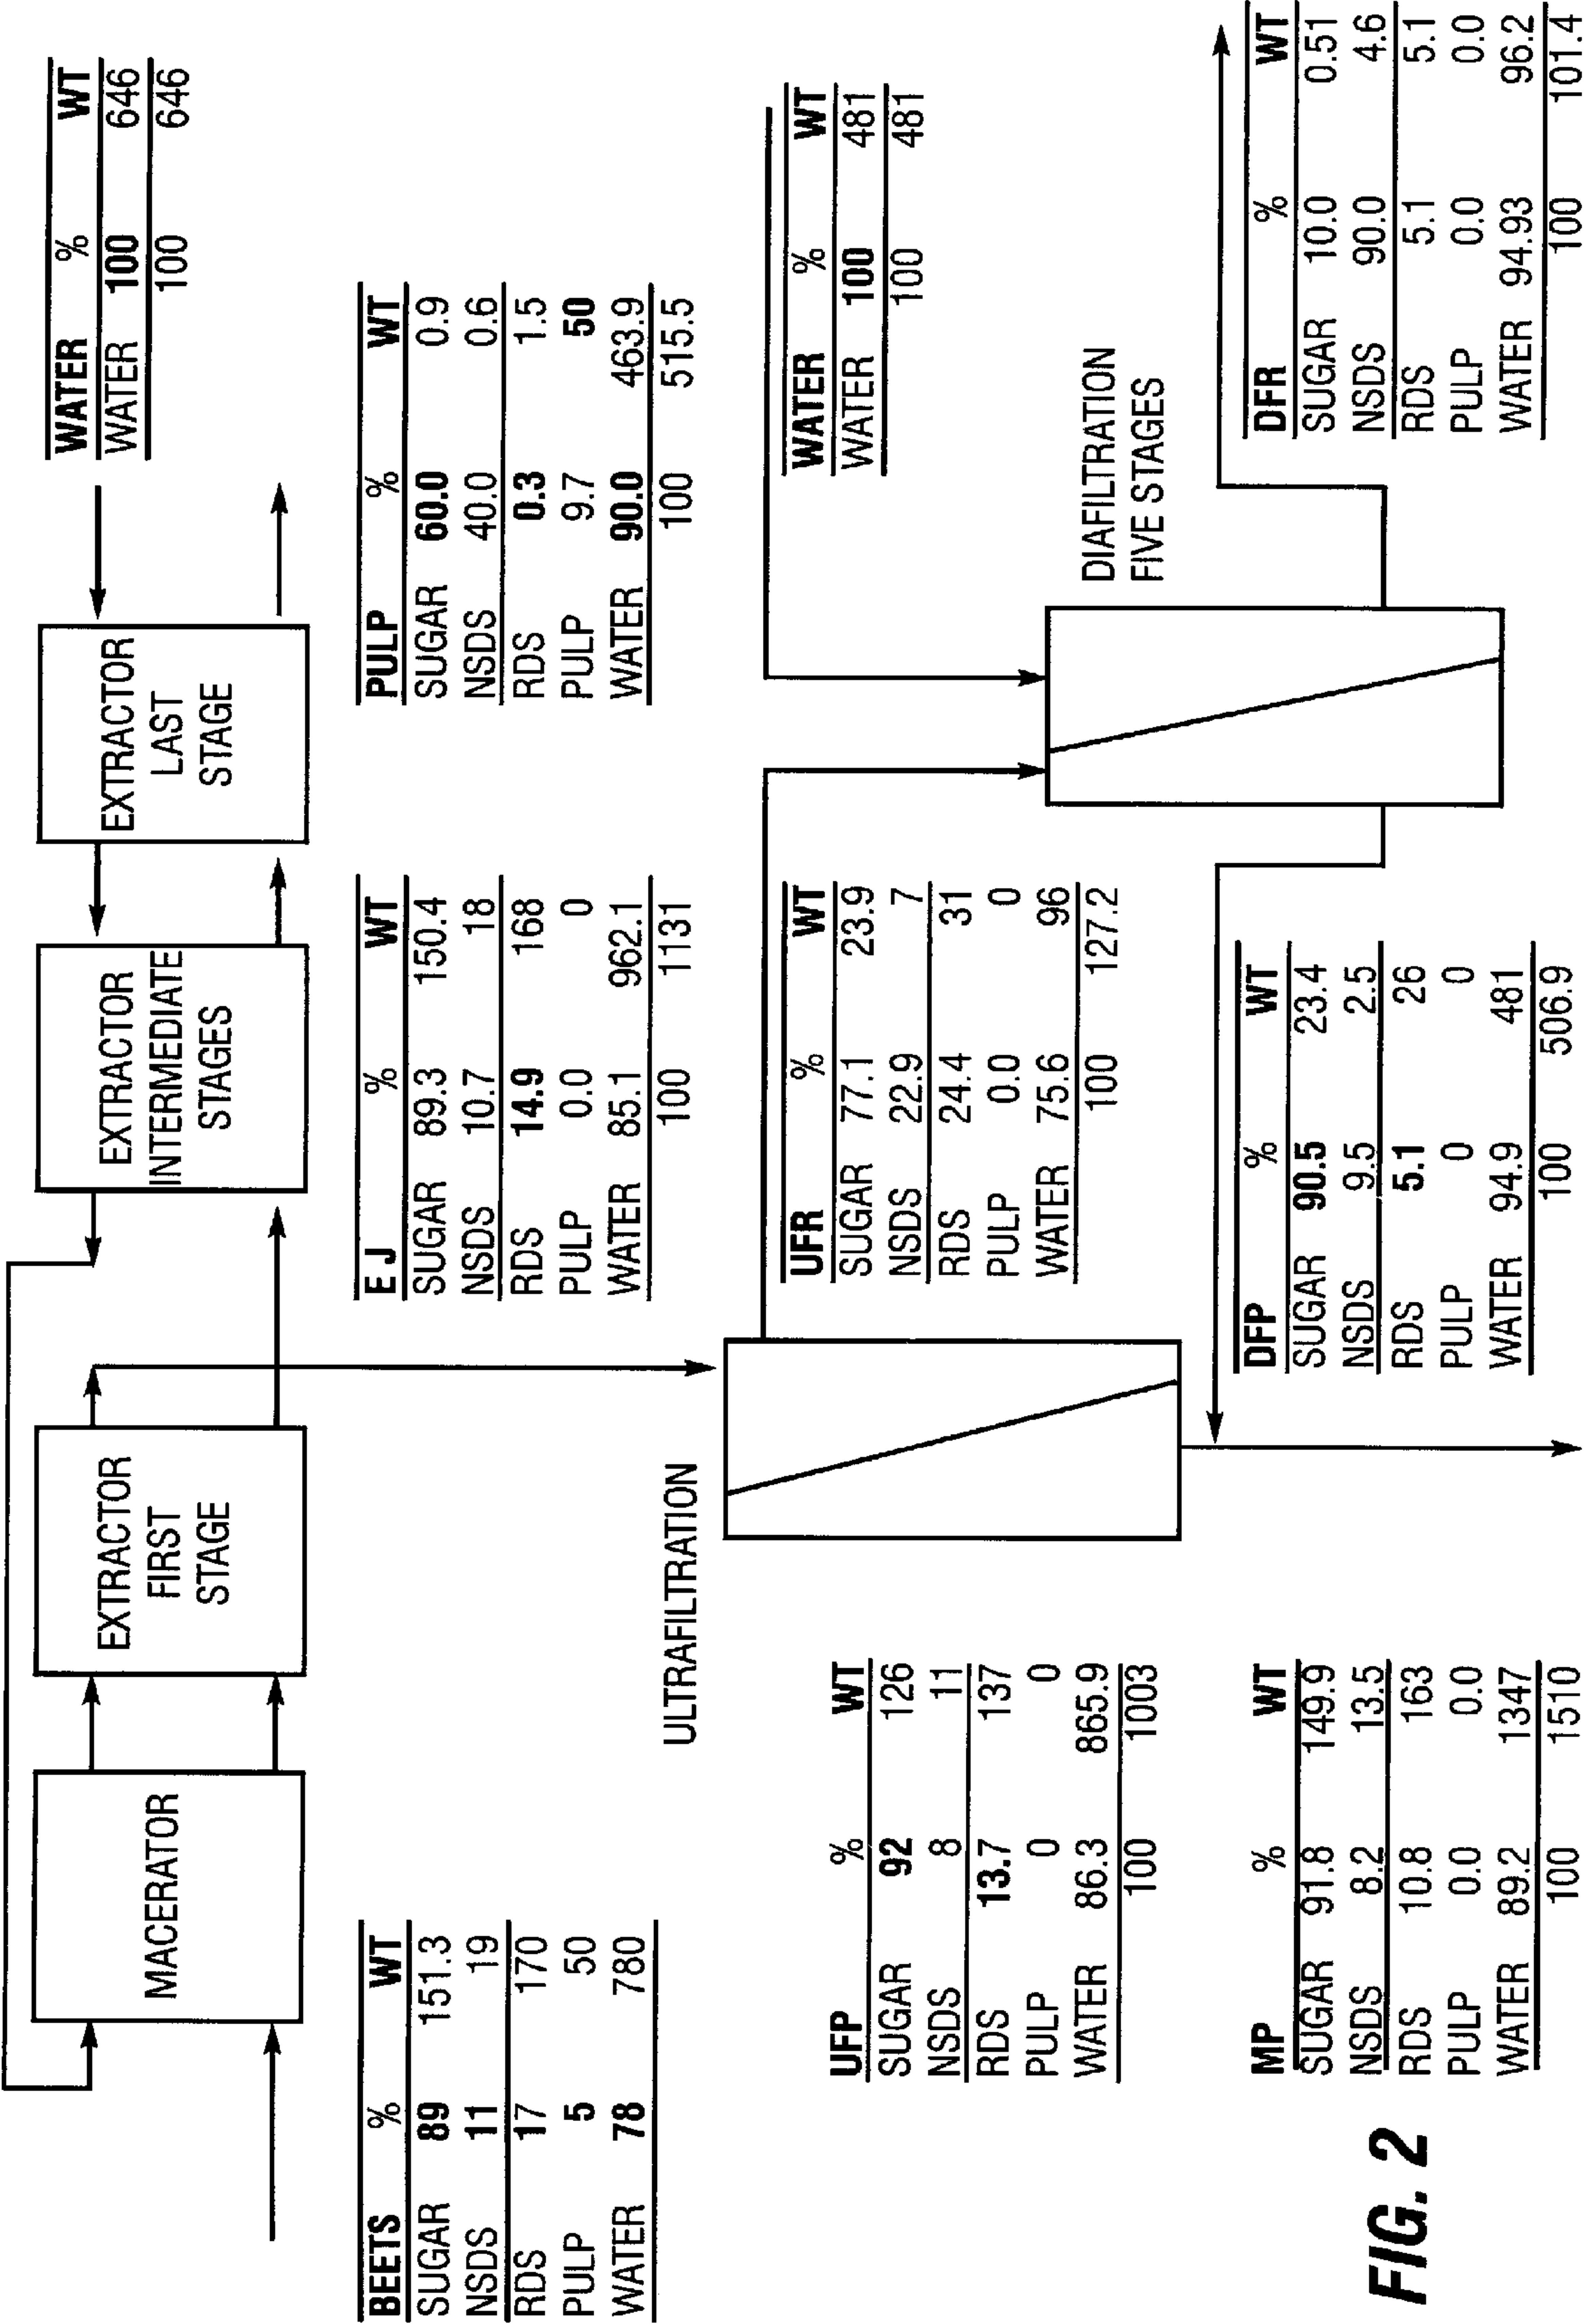 MACERATOR
EXTRACTOR
FIRST
STAGE
EXTRACTOR
INTERMEDIATE
STAGES
EXTRACTOR
LAST
STAGE
WATER % WT
WATER 100 646
100 646
BEETS % WT
SUGAR 89 151.3
NSDS 11 19
RDS 17 170
PULP 5 50
WATER 78 780
E J % WT
SUGAR 89.3 150.4
NSDS 10.7 18
RDS 14.9 168
PULP 0.0 0
WATER 85.1 962.1
100 1131
PULP % WT
SUGAR 60.0 0.9
NSDS 40.0 0.6
RDS 0.3 1.5
PULP 9.7 50
WATER 90.0 463.9
100 515.5
ULTRAFILTRATION
UFP % WT
SUGAR 92 126
NSDS 8 11
RDS 13.7 137
PULP 0 0
WATER 86.3 865.9
100 1003
UFR % WT
SUGAR 77.1 23.9
NSDS 22.9 7
RDS 24.4 31
PULP 0.0 0
WATER 75.6 96
100 127.2
WATER % WT
WATER 100 481
100 481
DIAFILTRATION
FIVE STAGES
MP % WT
SUGAR 91.8 149.9
NSDS 8.2 13.5
RDS 10.8 163
PULP 0.0 0.0
WATER 89.2 1347
100 1510
DFP % WT
SUGAR 90.5 23.4
NSDS 9.5 2.5
RDS 5.1 26
PULP 0 0
WATER 94.9 481
100 506.9
DFR % WT
SUGAR 10.0 0.51
NSDS 90.0 4.6
RDS 5.1 5.1
PULP 0.0 0.0
WATER 94.93 96.2
100 101.4
FIG. 2